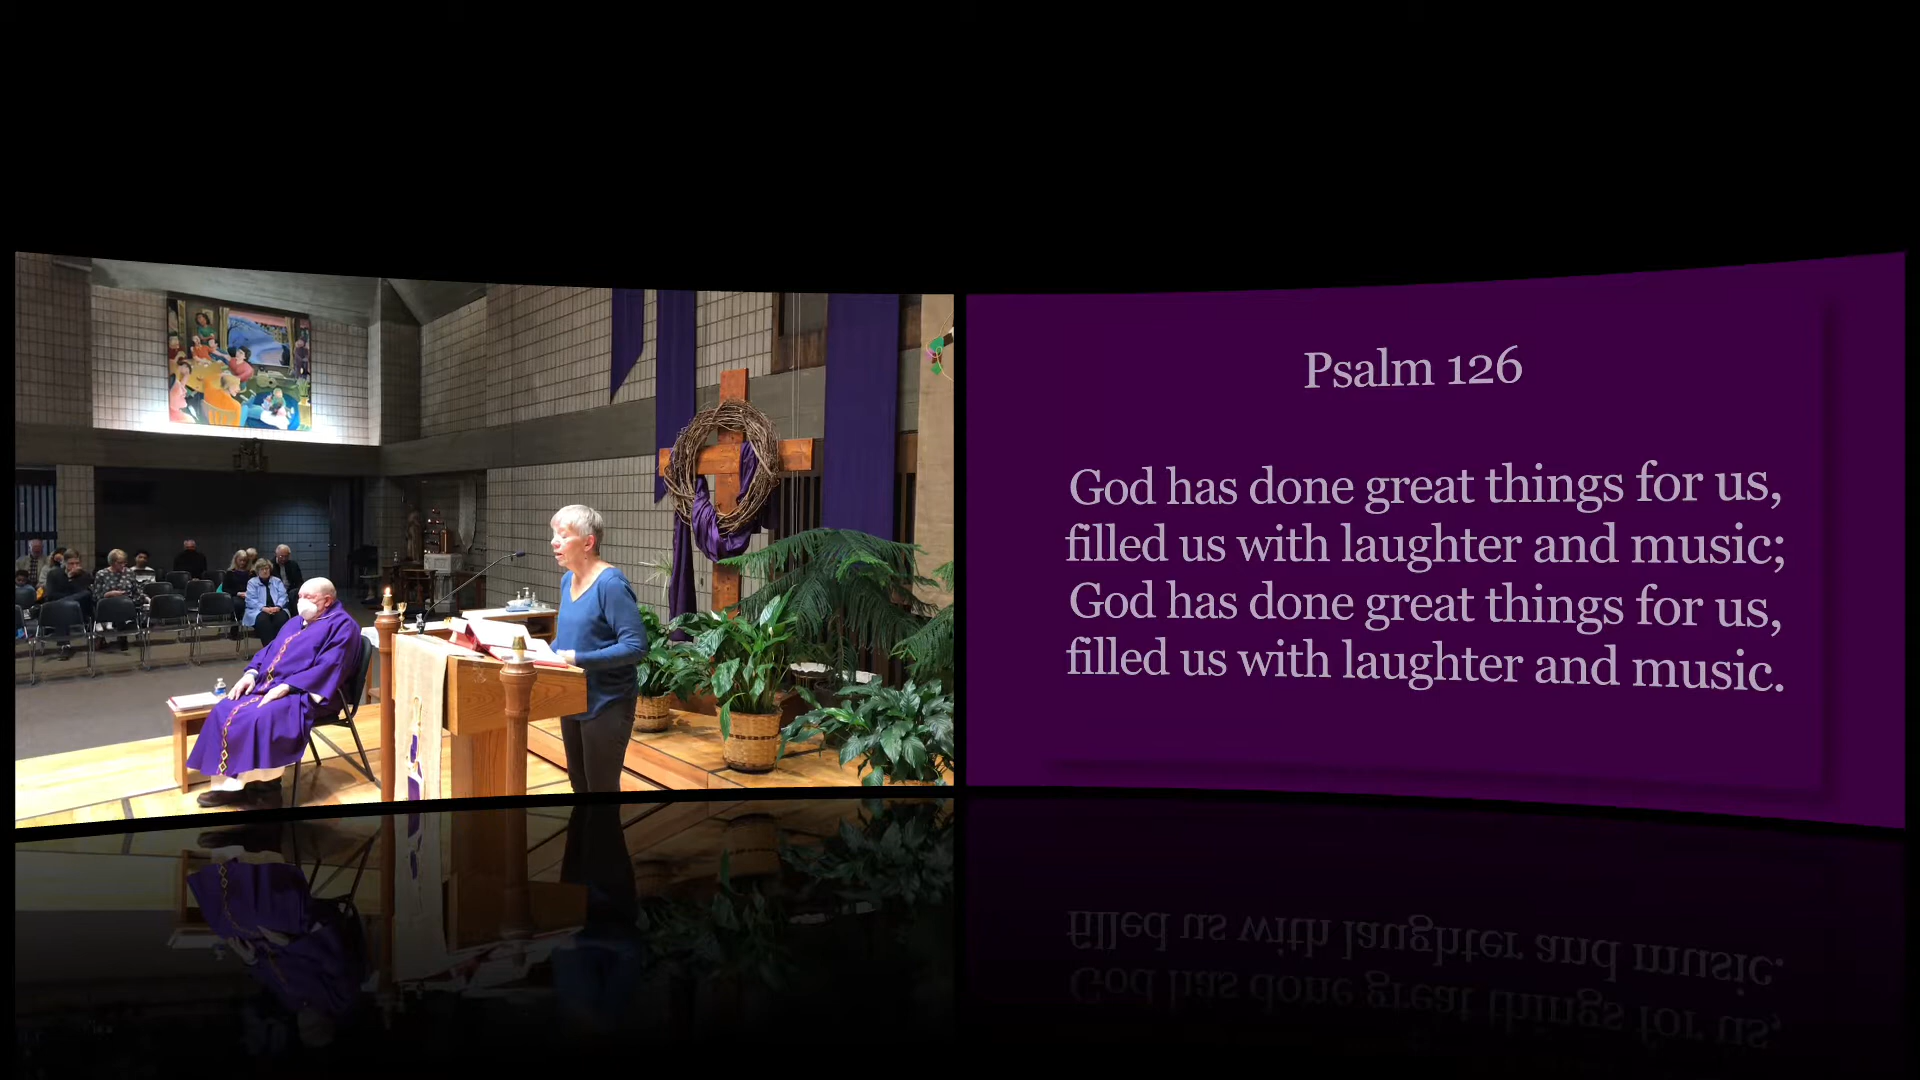 Psalm 126
God has done great things for us,
filled us with laughter and music;
God has done great things for us,
filled us with laughter and music.